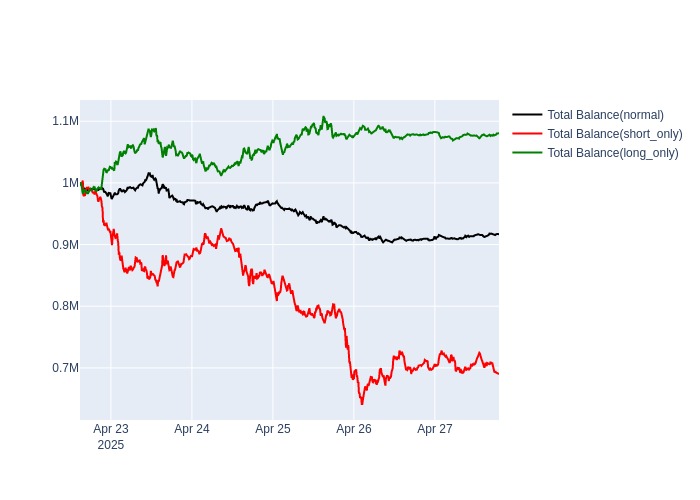 1.1M
1M
0.9M
0.8M
0.7M
Apr 23
2025
Apr 24
Apr 25
Apr 26
Apr 27
Total Balance(normal)
Total Balance(short_only)
Total Balance(long_only)